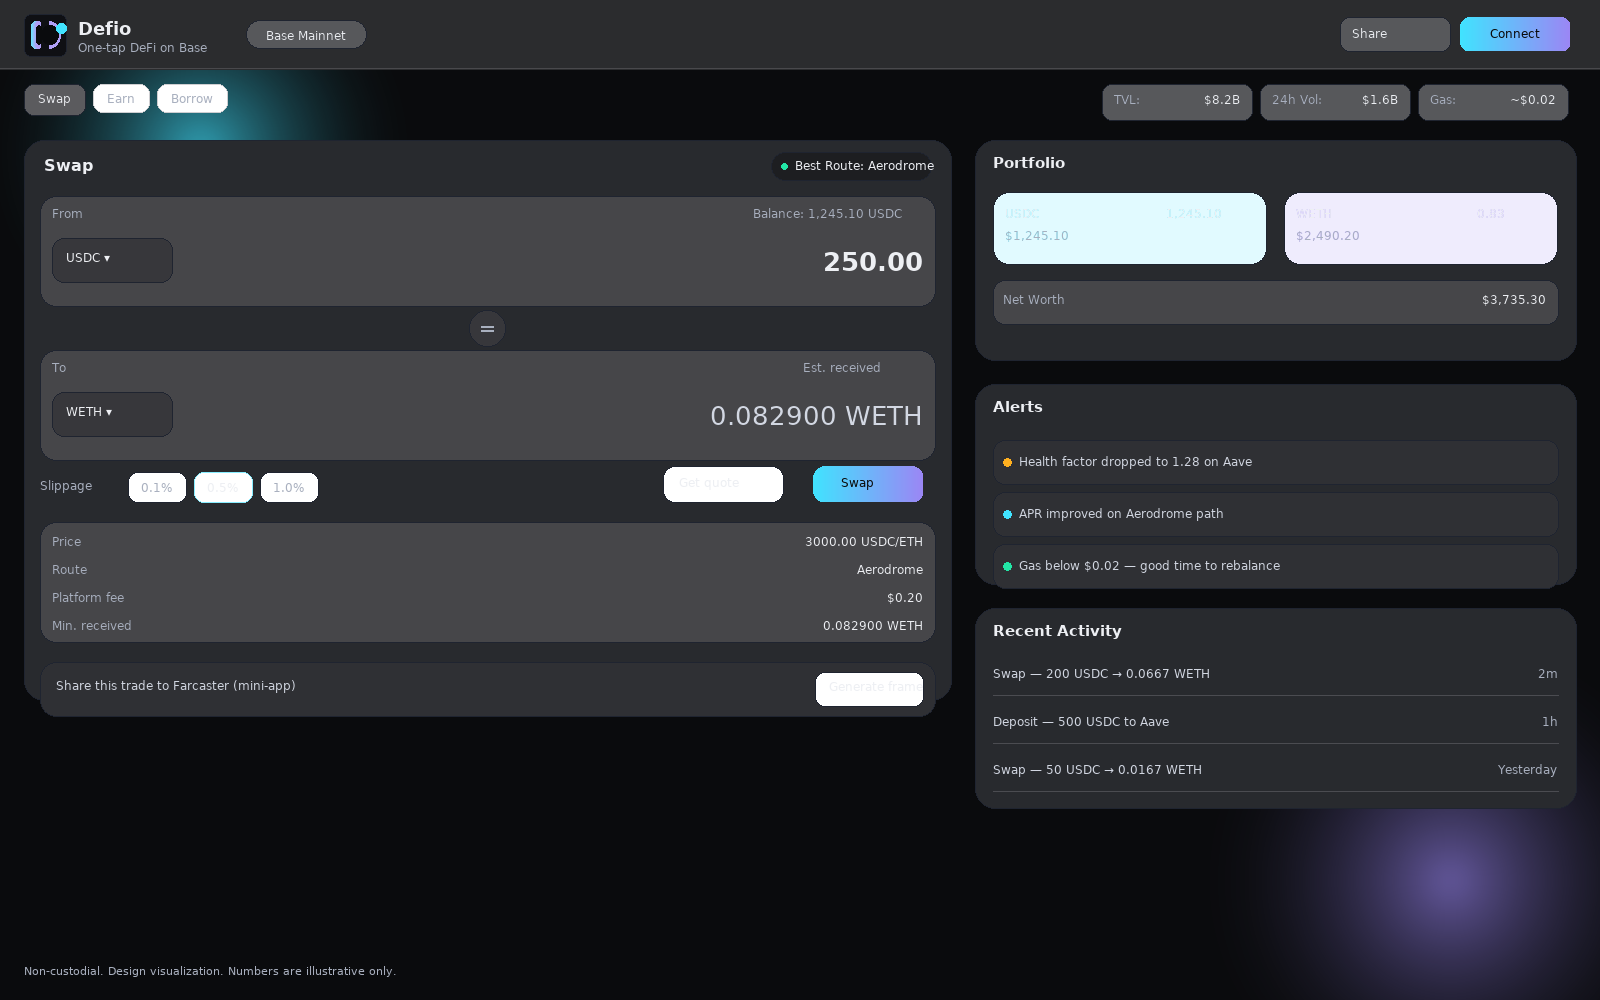 Defio
One-tap DeFi on Base
Base Mainnet
Share
Connect
Swap
Earn
Borrow
TVL: $8.2B
24h Vol: $1.6B
Gas: ~$0.02
Swap
Best Route: Aerodrome
From
Balance: 1,245.10 USDC
USDC ▾
250.00
=
To
Est. received
WETH ▾
0.082900 WETH
Slippage
0.1%
0.5%
1.0%
Get quote
Swap
Price 3000.00 USDC/ETH
Route Aerodrome
Platform fee $0.20
Min. received 0.082900 WETH
Share this trade to Farcaster (mini-app)
Generate frame
Portfolio
USDC 1,245.10
$1,245.10
WETH 0.83
$2,490.20
Net Worth $3,735.30
Alerts
Health factor dropped to 1.28 on Aave
APR improved on Aerodrome path
Gas below $0.02 — good time to rebalance
Recent Activity
Swap — 200 USDC → 0.0667 WETH 2m
Deposit — 500 USDC to Aave 1h
Swap — 50 USDC → 0.0167 WETH Yesterday
Non-custodial. Design visualization. Numbers are illustrative only.